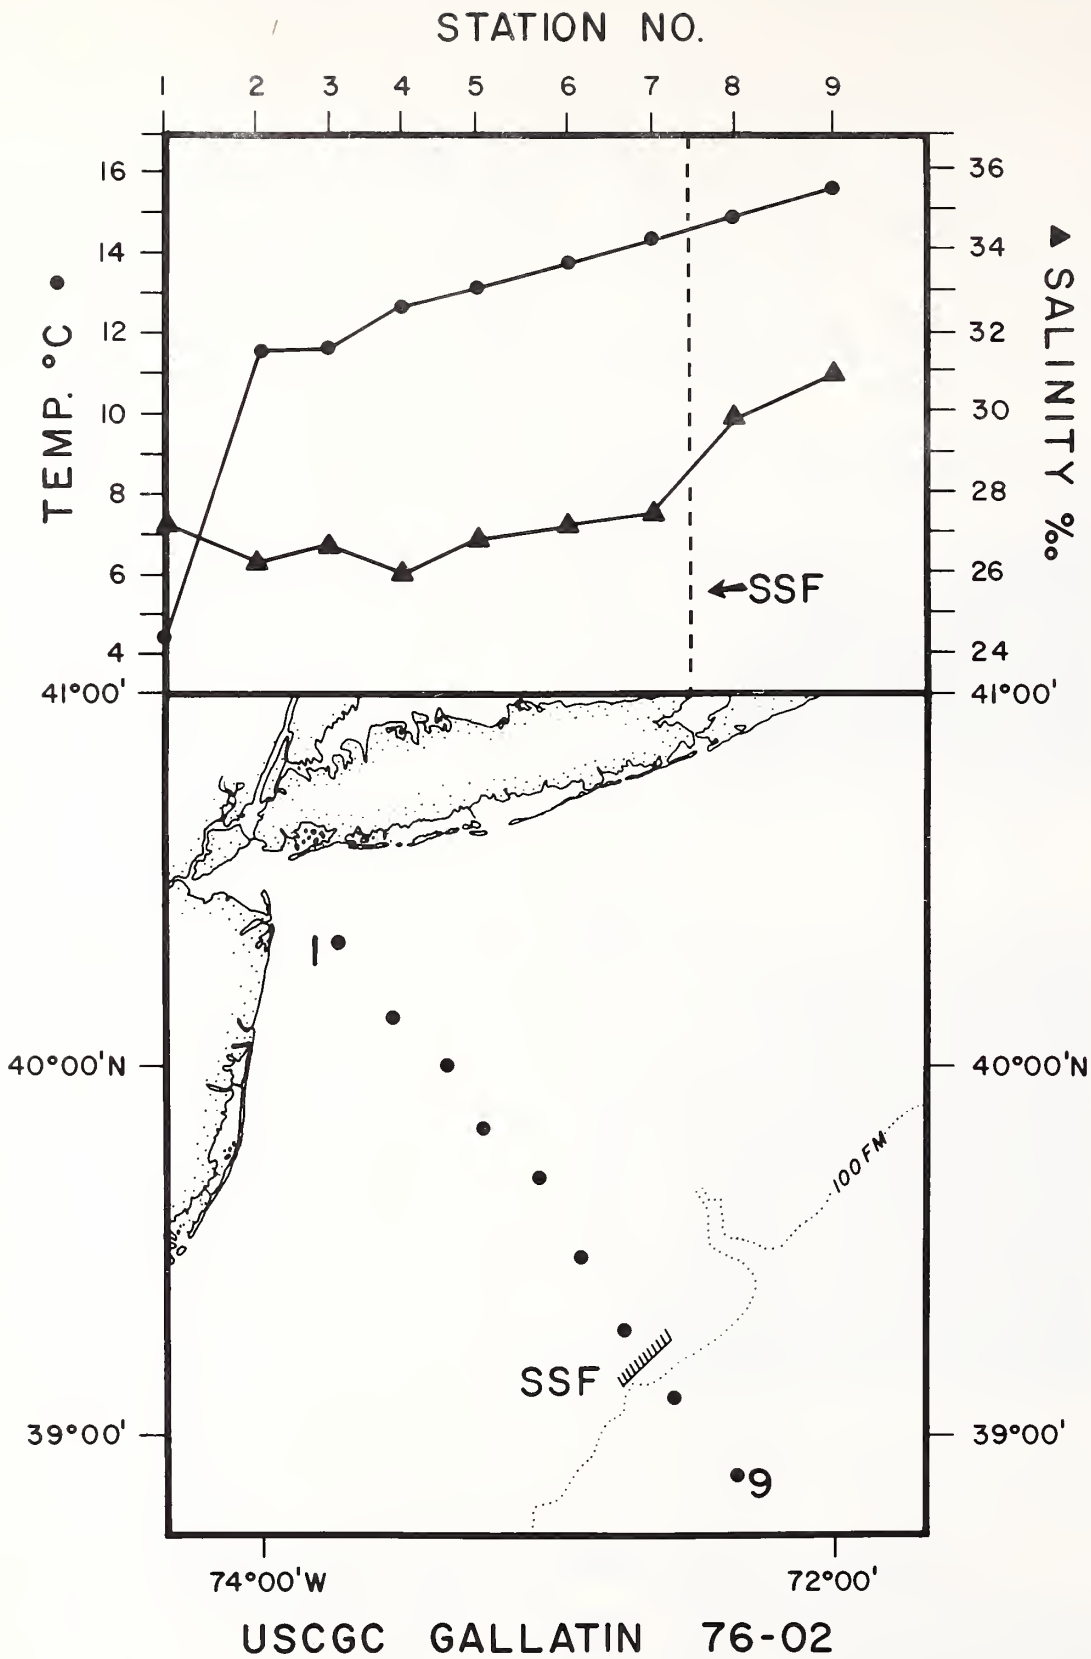 STATION NO.
1 2 3 4 5 6 7 8 9
TEMP. °C ●
16
14
12
10
8
6
4
36
34
32
30
28
26
24
▲ SALINITY ‰
←SSF
41°00' 41°00'
1
40°00'N 40°00'N
100 FM
SSF
39°00' 39°00'
9
74°00'W 72°00'
USCGC GALLATIN 76-02